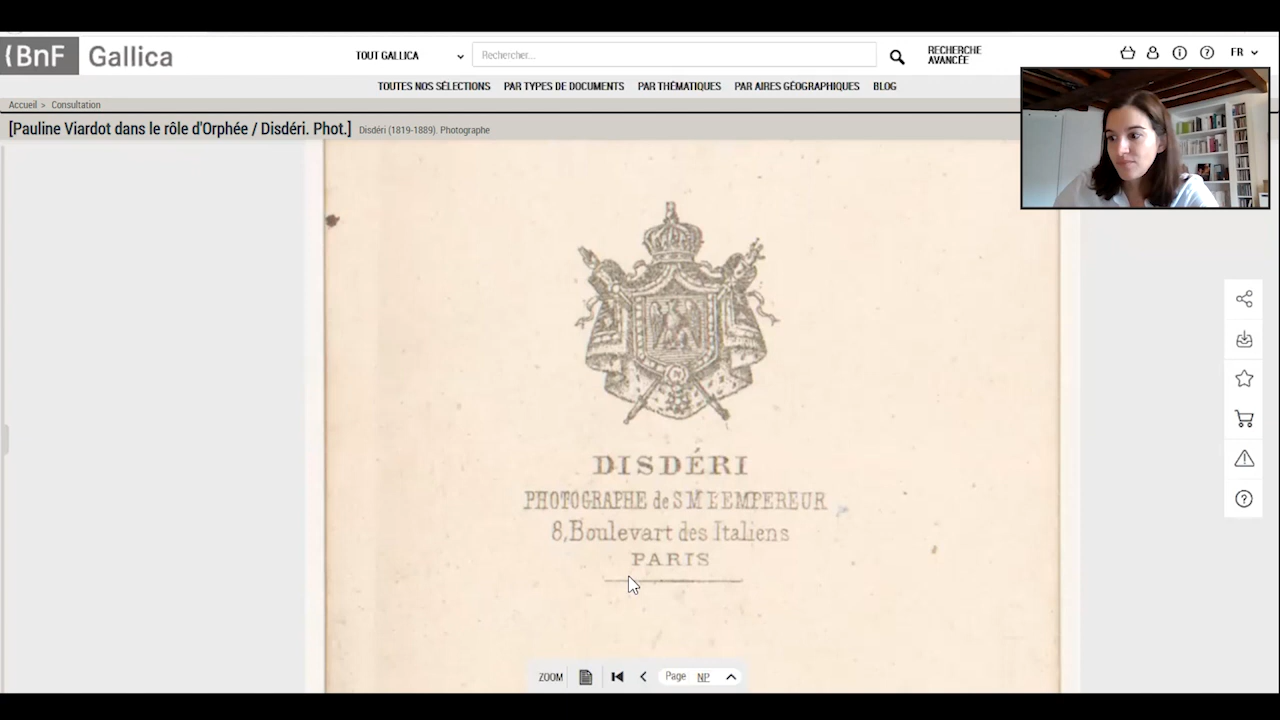 BnF Gallica
TOUT GALLICA
Rechercher...
RECHERCHE
AVANCÉE
FR
TOUTES NOS SÉLECTIONS PAR TYPES DE DOCUMENTS PAR THÉMATIQUES PAR AIRES GÉOGRAPHIQUES BLOG
Accueil > Consultation
[Pauline Viardot dans le rôle d'Orphée / Disdéri. Phot.] Disdéri (1819-1889). Photographe
DISDÉRI
PHOTOGRAPHE de S M L'EMPEREUR
8, Boulevart des Italiens
PARIS
ZOOM Page NP